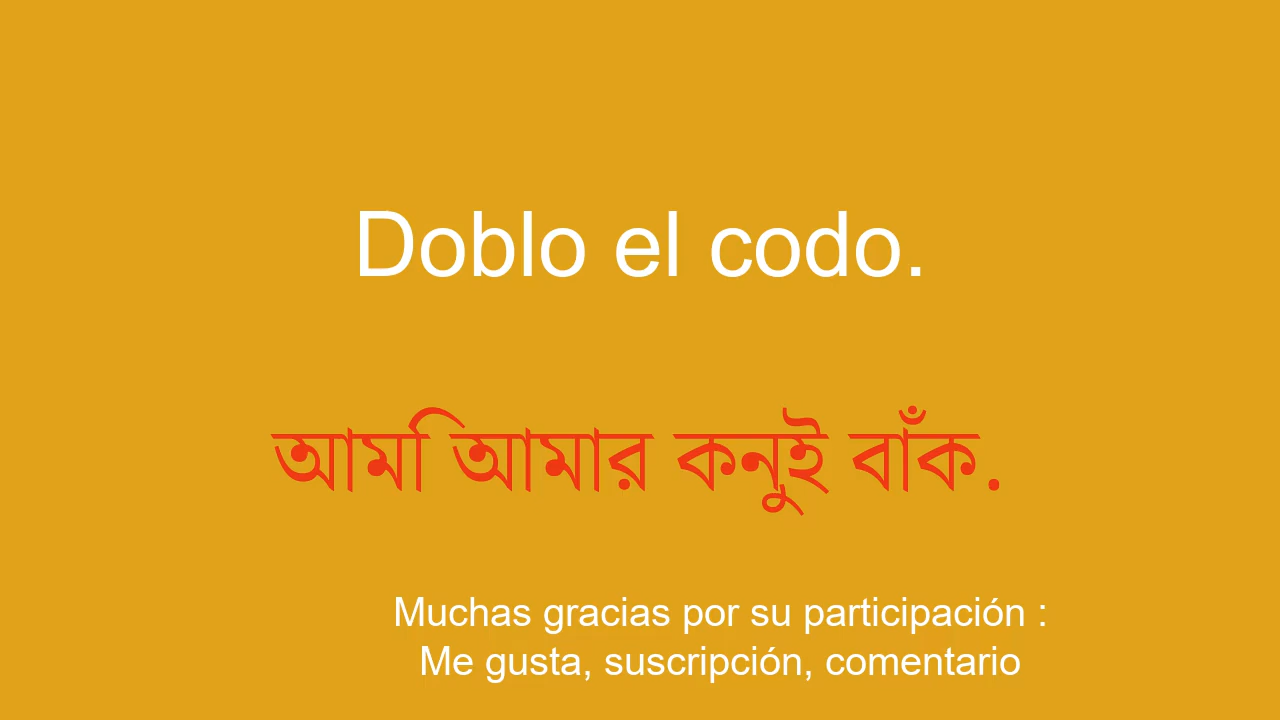 Doblo el codo.
আমি আমার কনুই বাঁক.
Muchas gracias por su participación :
Me gusta, suscripción, comentario